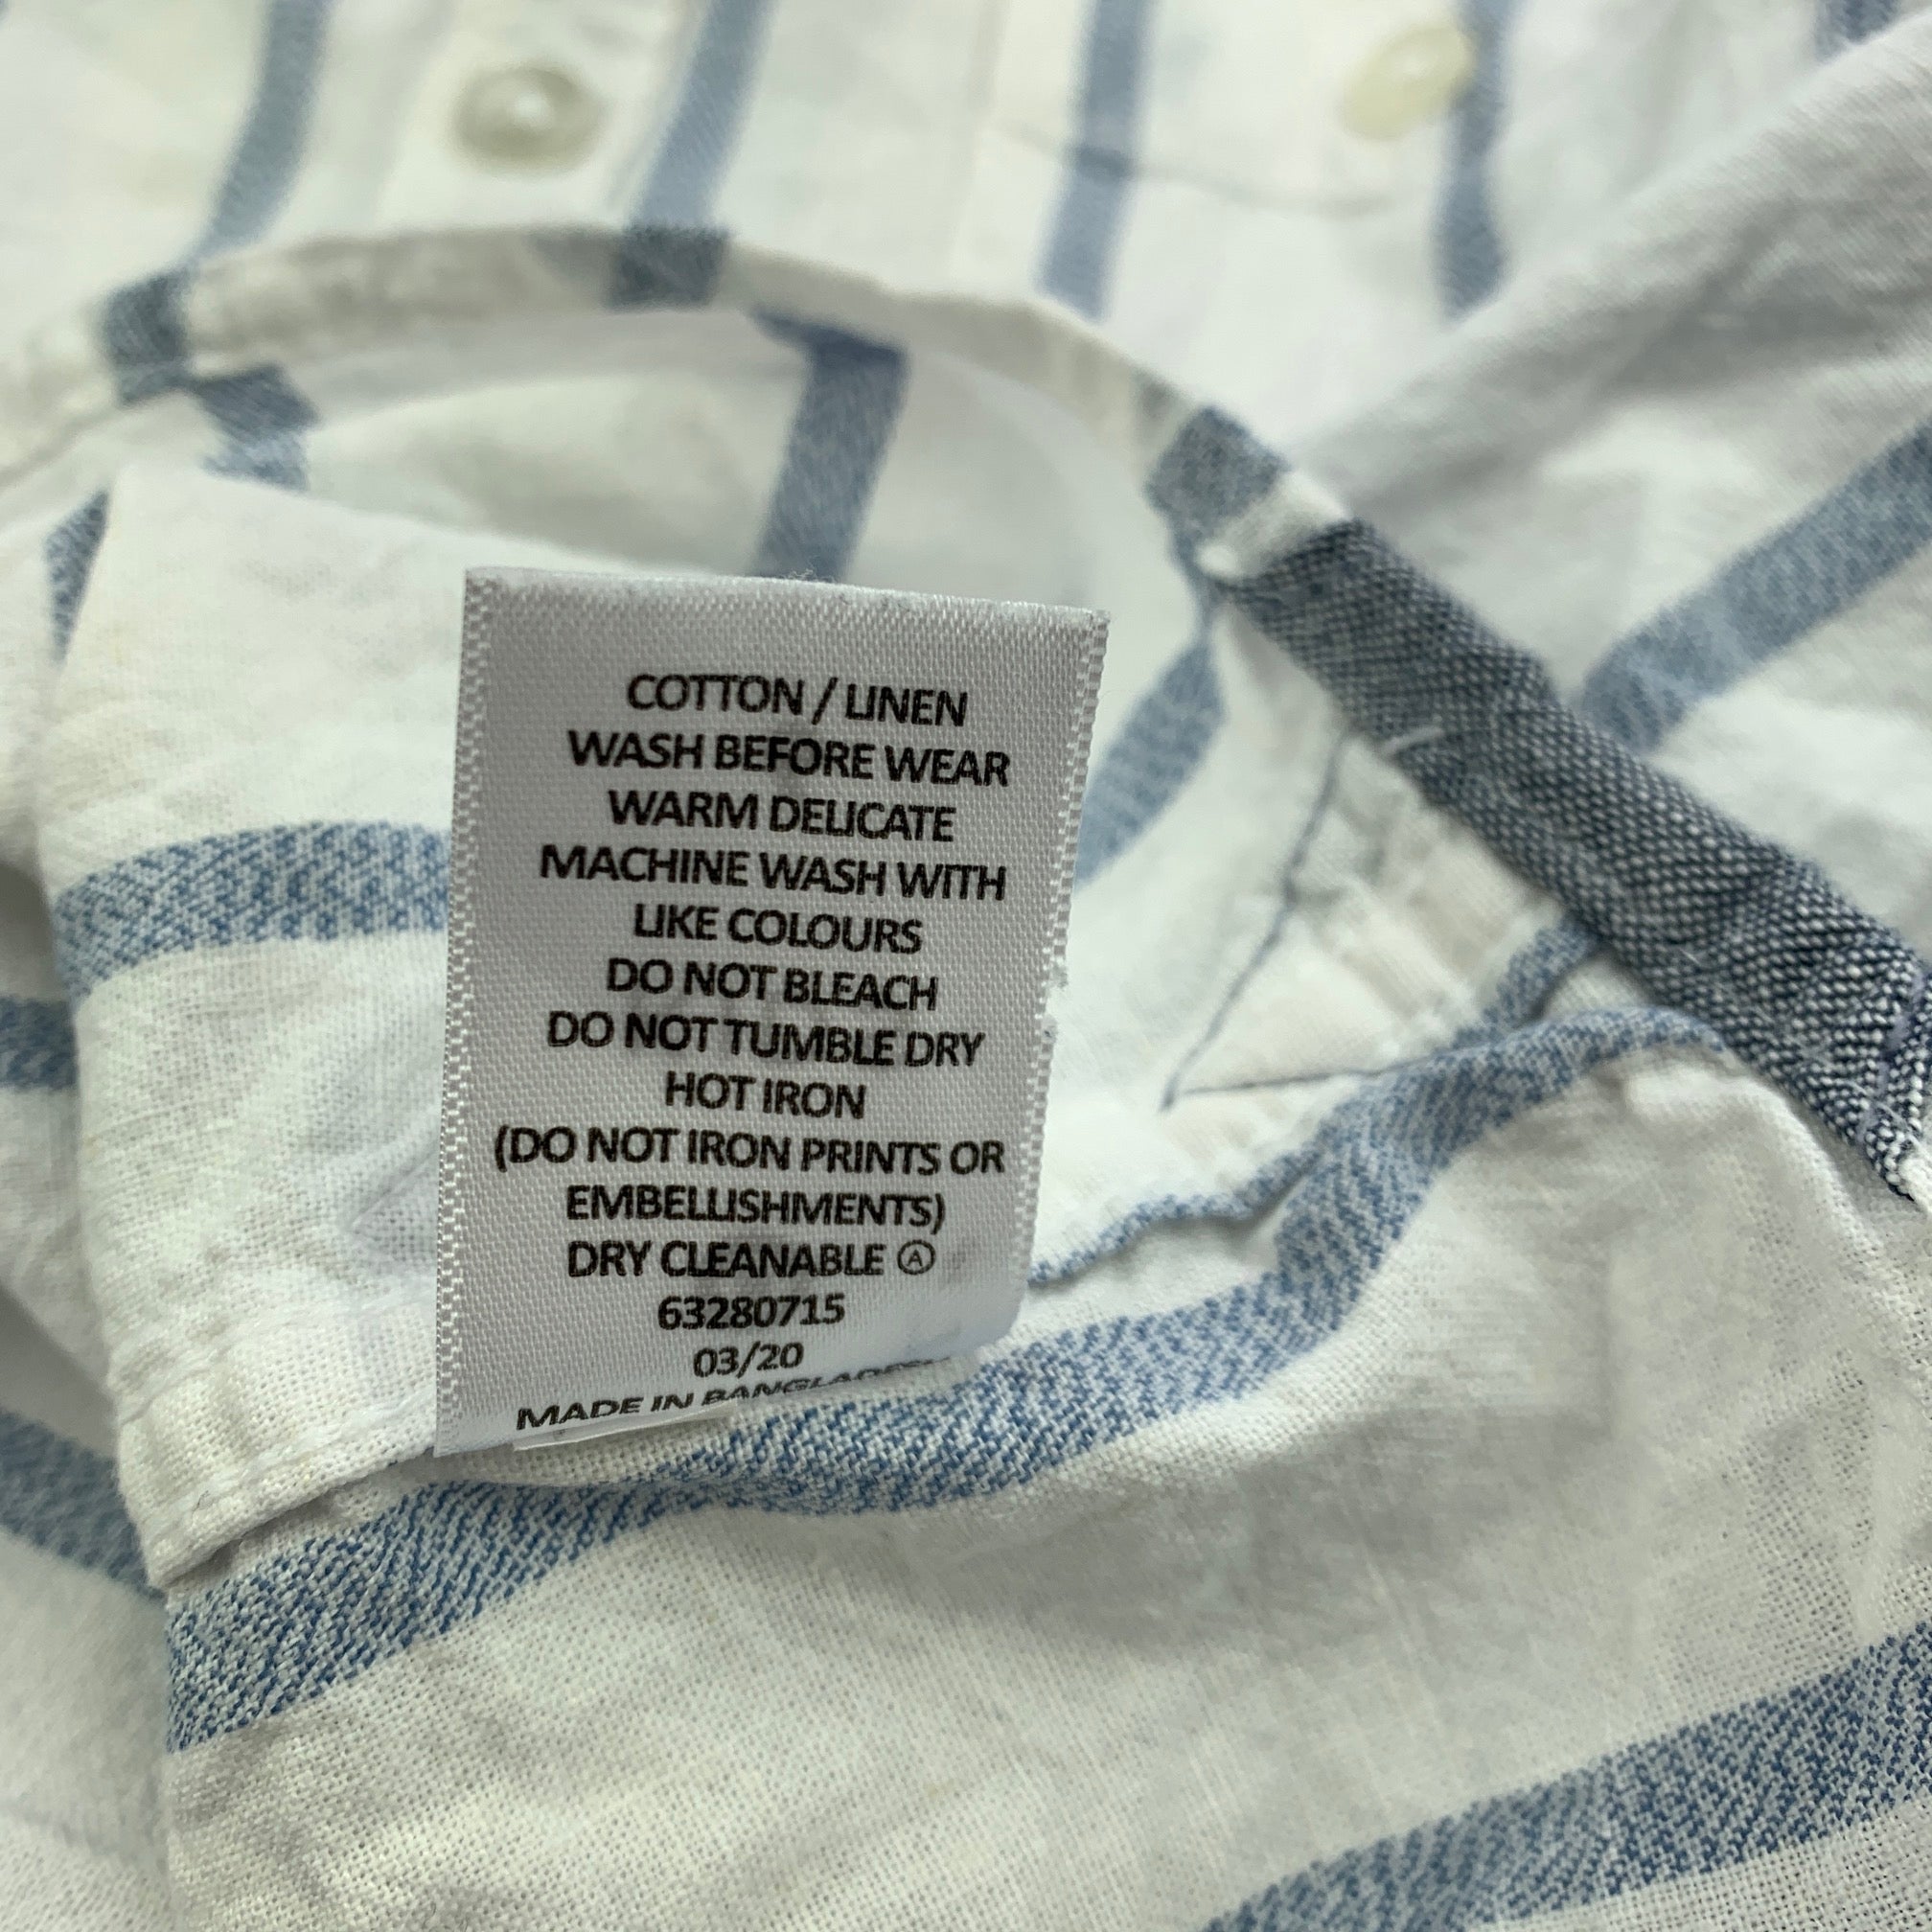 COTTON / LINEN
WASH BEFORE WEAR
WARM DELICATE
MACHINE WASH WITH
LIKE COLOURS
DO NOT BLEACH
DO NOT TUMBLE DRY
HOT IRON
(DO NOT IRON PRINTS OR
EMBELLISHMENTS)
DRY CLEANABLE Ⓐ
63280715
03/20
MADE IN BANGLADESH